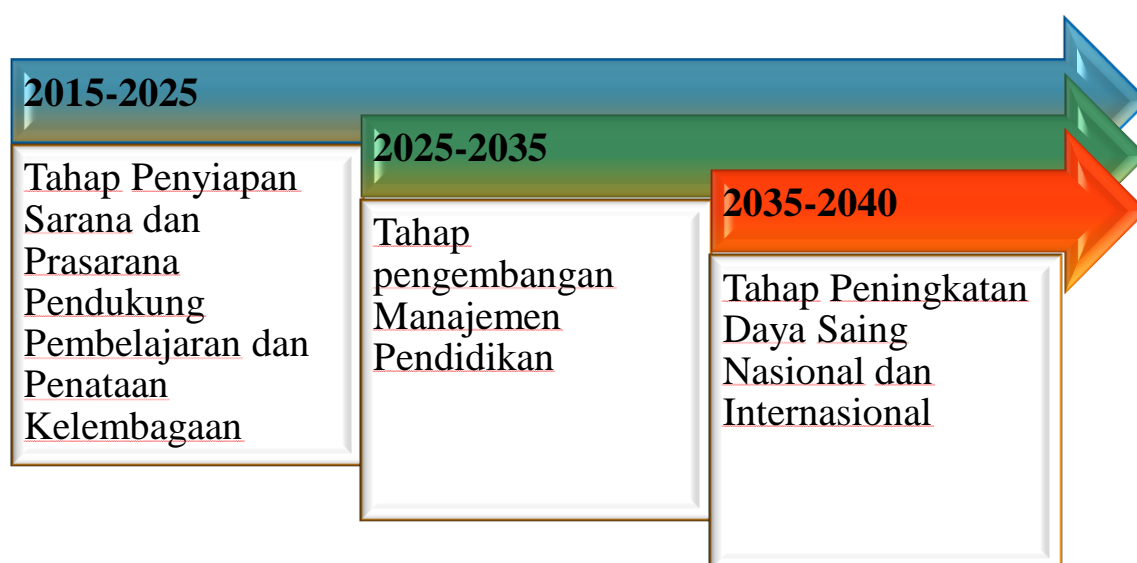 2015-2025
Tahap Penyiapan
Sarana dan
Prasarana
Pendukung
Pembelajaran dan
Penataan
Kelembagaan
2025-2035
Tahap
pengembangan
Manajemen
Pendidikan
2035-2040
Tahap Peningkatan
Daya Saing
Nasional dan
Internasional